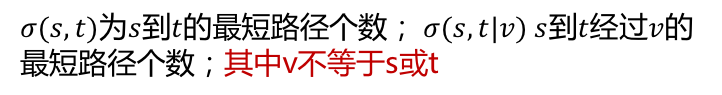 σ(s, t)为s到t的最短路径个数； σ(s, t|v) s到t经过v的
最短路径个数；其中v不等于s或t